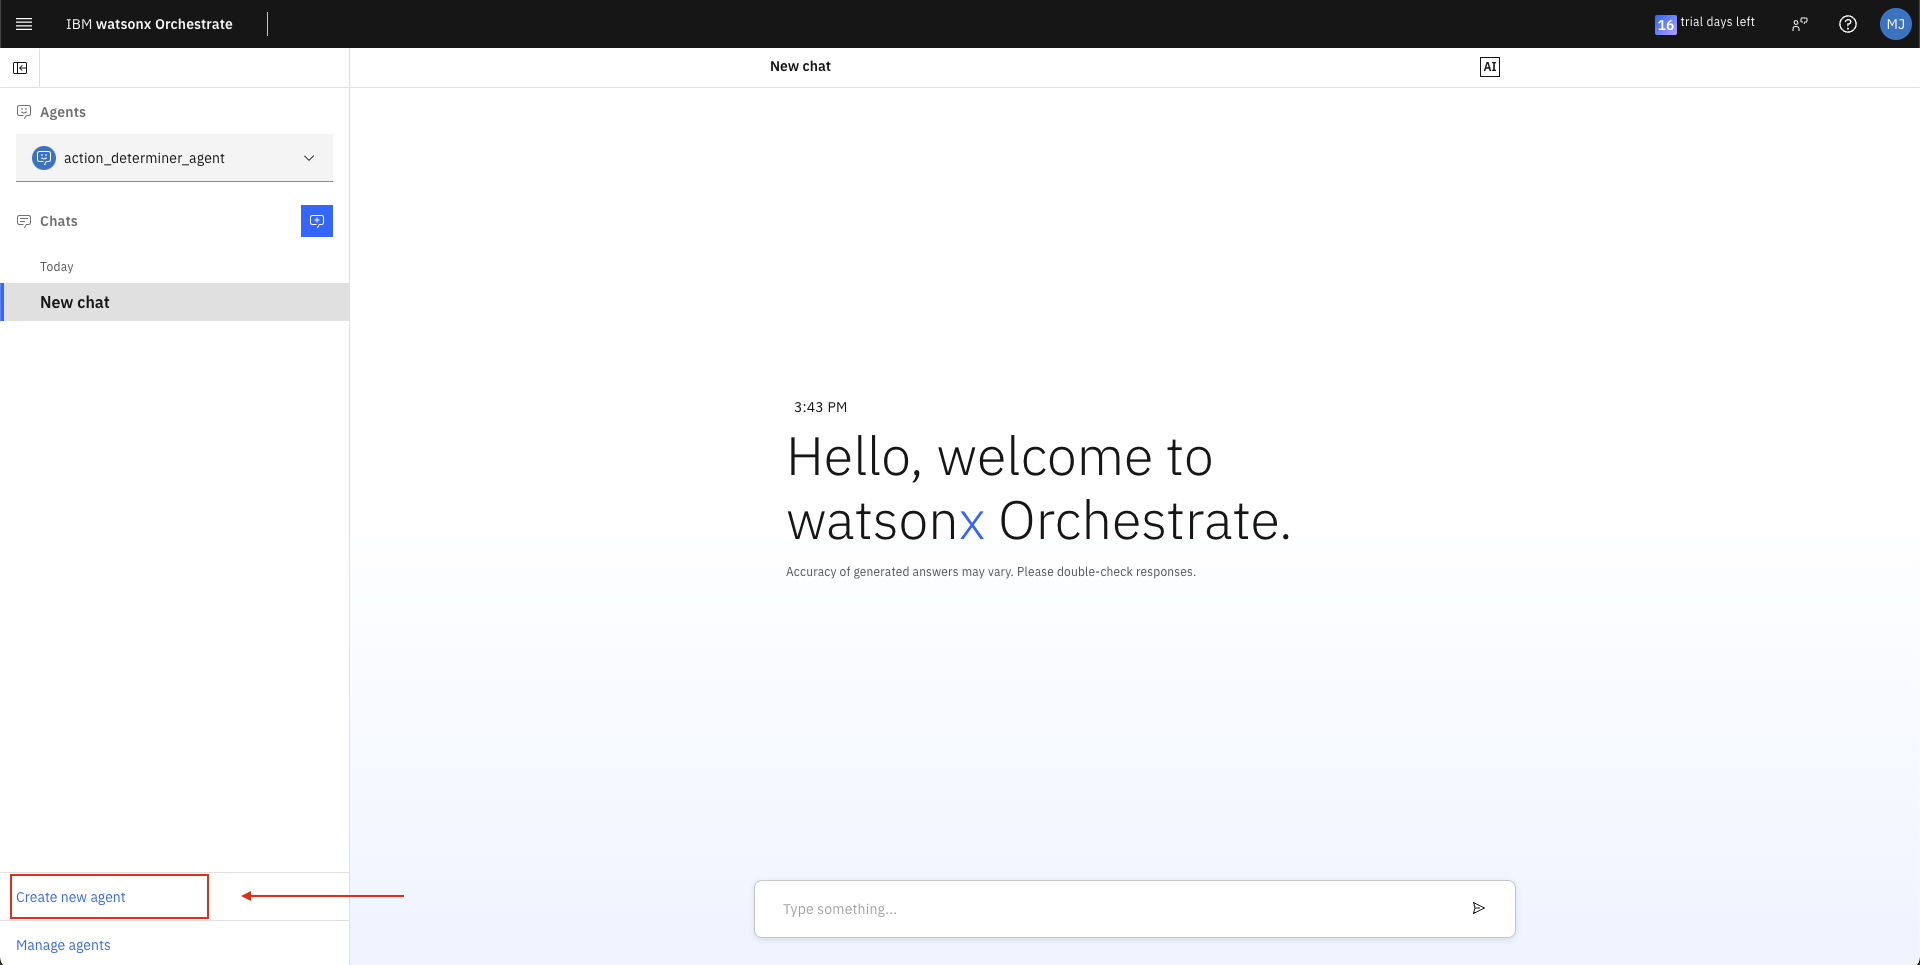 IBM watsonx Orchestrate
16 trial days left
MJ
New chat
AI
Agents
action_determiner_agent
Chats
Today
New chat
3:43 PM
Hello, welcome to
watsonx Orchestrate.
Accuracy of generated answers may vary. Please double-check responses.
Type something...
Create new agent
Manage agents